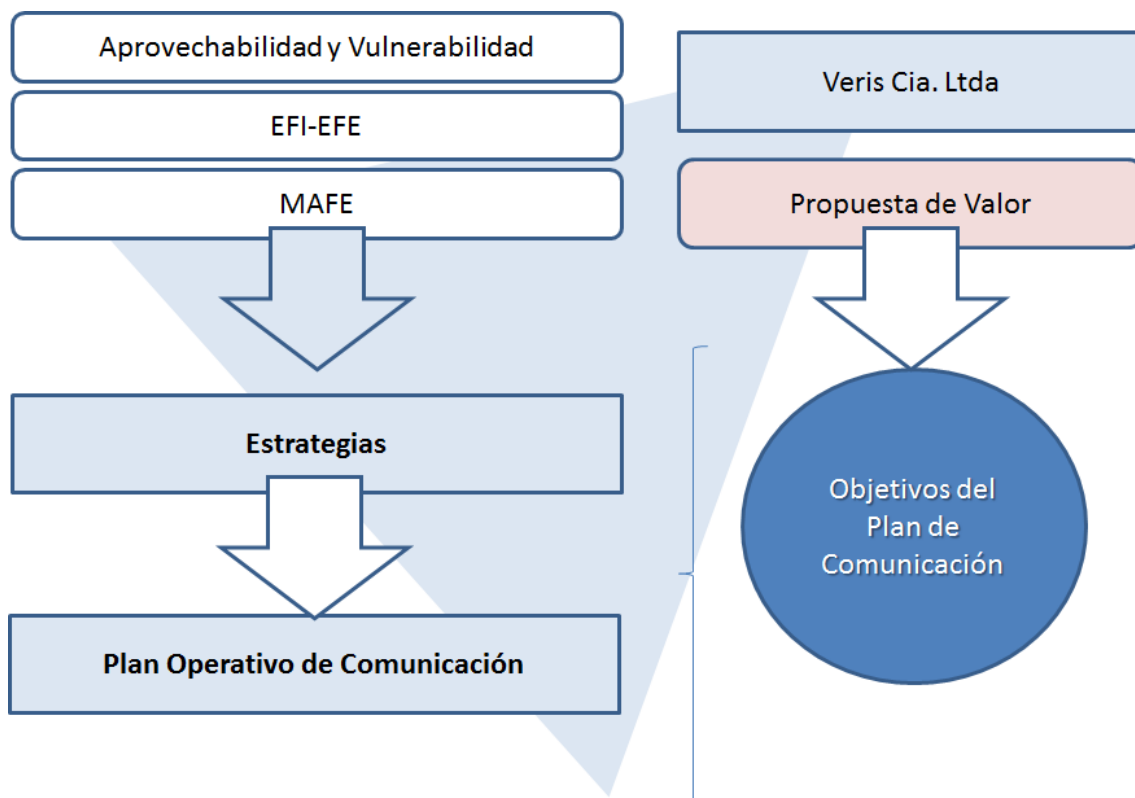 Aprovechabilidad y Vulnerabilidad
EFI-EFE
MAFE
Estrategias
Plan Operativo de Comunicación
Veris Cia. Ltda
Propuesta de Valor
Objetivos del
Plan de
Comunicación